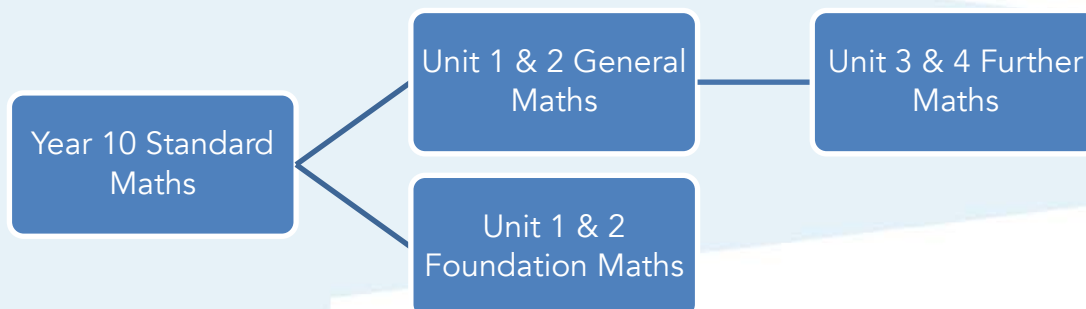 Year 10 Standard
Maths
Unit 1 & 2 General
Maths
Unit 3 & 4 Further
Maths
Unit 1 & 2
Foundation Maths